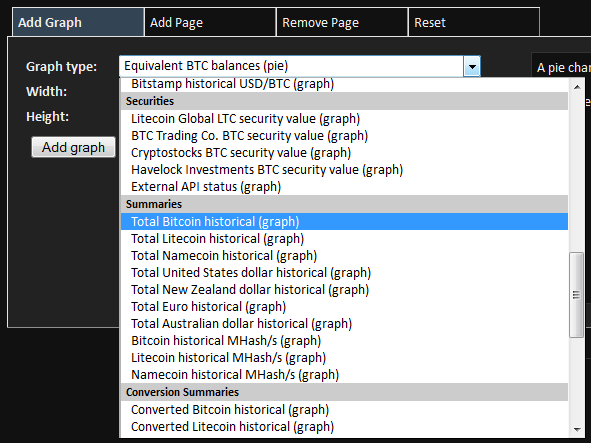 Add Graph
Add Page
Remove Page
Reset
Graph type:
Equivalent BTC balances (pie)
A pie char
Width:
Height:
Add graph
Bitstamp historical USD/BTC (graph)
Securities
Litecoin Global LTC security value (graph)
BTC Trading Co. BTC security value (graph)
Cryptostocks BTC security value (graph)
Havelock Investments BTC security value (graph)
External API status (graph)
Summaries
Total Bitcoin historical (graph)
Total Litecoin historical (graph)
Total Namecoin historical (graph)
Total United States dollar historical (graph)
Total New Zealand dollar historical (graph)
Total Euro historical (graph)
Total Australian dollar historical (graph)
Bitcoin historical MHash/s (graph)
Litecoin historical MHash/s (graph)
Namecoin historical MHash/s (graph)
Conversion Summaries
Converted Bitcoin historical (graph)
Converted Litecoin historical (graph)